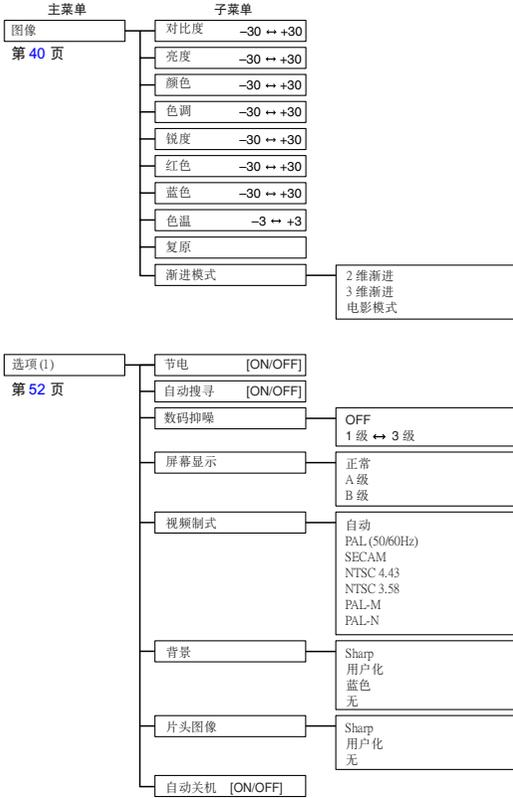 主菜单 子菜单
图像 对比度 –30 ↔ +30
第 40 页
亮度 –30 ↔ +30
颜色 –30 ↔ +30
色调 –30 ↔ +30
锐度 –30 ↔ +30
红色 –30 ↔ +30
蓝色 –30 ↔ +30
色温 –3 ↔ +3
复原
渐进模式
2 维渐进
3 维渐进
电影模式
选项 (1) 节电 [ON/OFF]
第 52 页
自动搜寻 [ON/OFF]
数码抑噪
OFF
1 级 ↔ 3 级
屏幕显示
正常
A 级
B 级
视频制式
自动
PAL (50/60Hz)
SECAM
NTSC 4.43
NTSC 3.58
PAL-M
PAL-N
背景
Sharp
用户化
蓝色
无
片头图像
Sharp
用户化
无
自动关机 [ON/OFF]